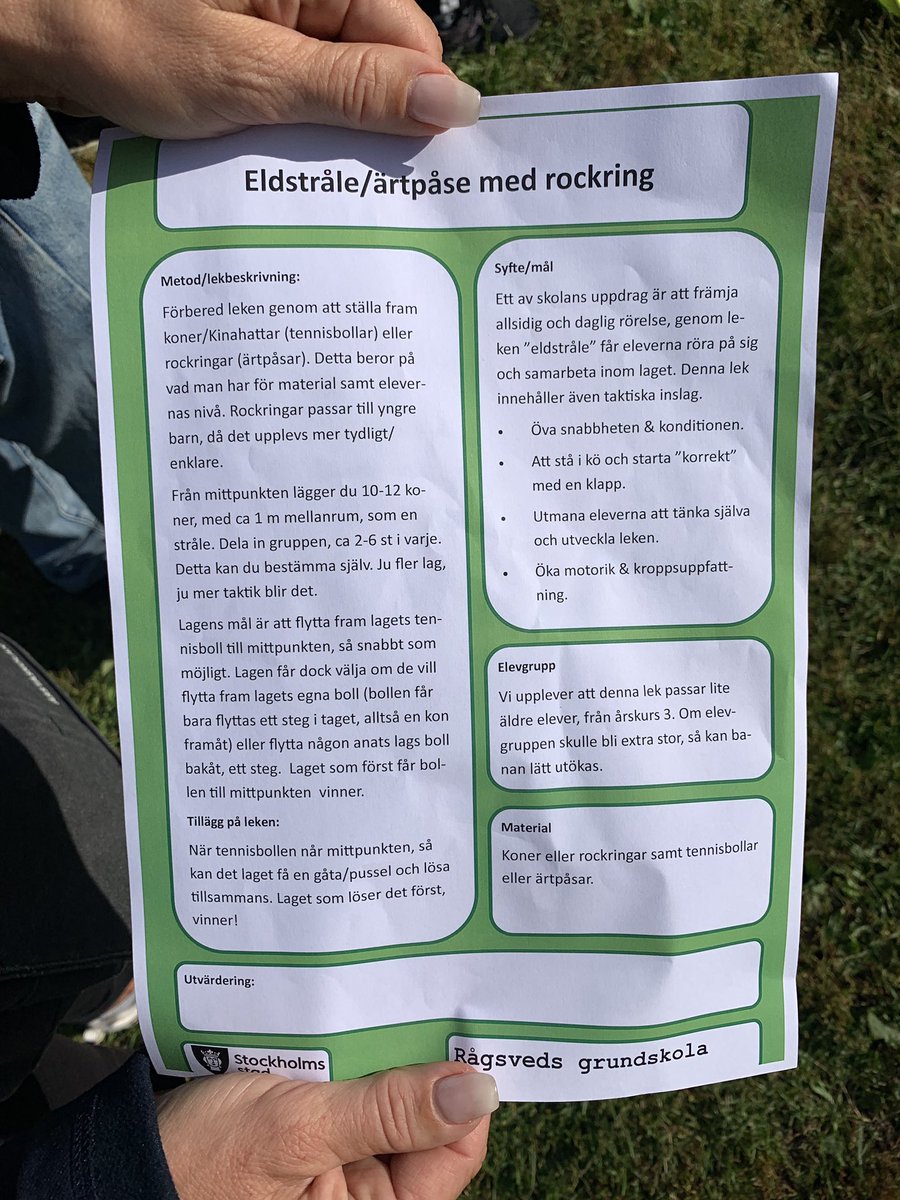 Eldstråle/ärtpåse med rockring
Metod/lekbeskrivning:
Förbered leken genom att ställa fram
koner/Kinahattar (tennisbollar) eller
rockringar (ärtpåsar). Detta beror på
vad man har för material samt elever-
nas nivå. Rockringar passar till yngre
barn, då det upplevs mer tydligt/
enklare.
Från mittpunkten lägger du 10-12 ko-
ner, med ca 1 m mellanrum, som en
stråle. Dela in gruppen, ca 2-6 st i varje.
Detta kan du bestämma själv. Ju fler lag,
ju mer taktik blir det.
Lagens mål är att flytta fram lagets ten-
nisboll till mittpunkten, så snabbt som
möjligt. Lagen får dock välja om de vill
flytta fram lagets egna boll (bollen får
bara flyttas ett steg i taget, alltså en kon
framåt) eller flytta någon anats lags boll
bakåt, ett steg. Laget som först får bol-
len till mittpunkten vinner.
Tillägg på leken:
När tennisbollen når mittpunkten, så
kan det laget få en gåta/pussel och lösa
tillsammans. Laget som löser det först,
vinner!
Syfte/mål
Ett av skolans uppdrag är att främja
allsidig och daglig rörelse, genom le-
ken ”eldstråle” får eleverna röra på sig
och samarbeta inom laget. Denna lek
innehåller även taktiska inslag.
• Öva snabbheten & konditionen.
• Att stå i kö och starta ”korrekt”
med en klapp.
• Utmana eleverna att tänka själva
och utveckla leken.
• Öka motorik & kroppsuppfatt-
ning.
Elevgrupp
Vi upplever att denna lek passar lite
äldre elever, från årskurs 3. Om elev-
gruppen skulle bli extra stor, så kan ba-
nan lätt utökas.
Material
Koner eller rockringar samt tennisbollar
eller ärtpåsar.
Utvärdering:
Stockholms
stad
Rågsveds grundskola